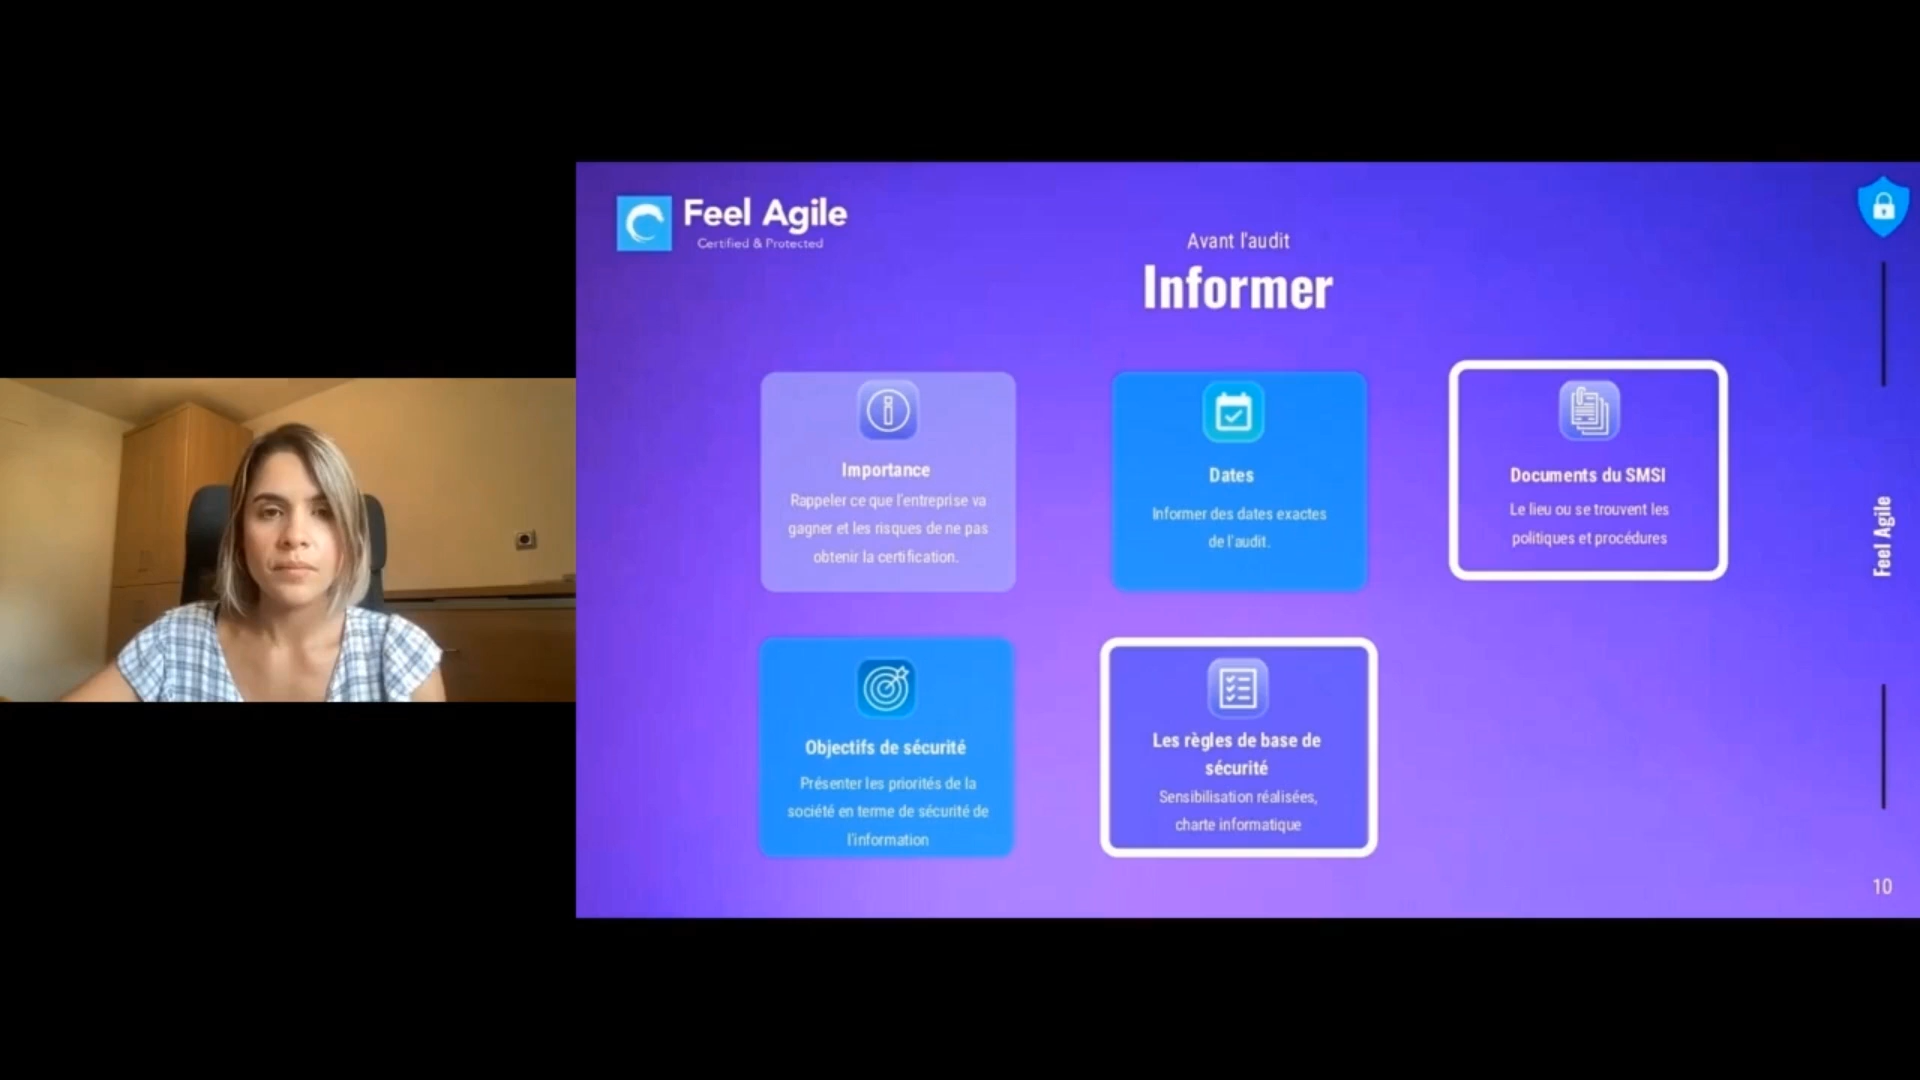 Feel Agile
Certified & Protected
Avant l'audit
Informer
Importance
Rappeler ce que l'entreprise va
gagner et les risques de ne pas
obtenir la certification.
Dates
Informer des dates exactes
de l'audit.
Documents du SMSI
Le lieu ou se trouvent les
politiques et procédures
Objectifs de sécurité
Présenter les priorités de la
société en terme de sécurité de
l'information
Les règles de base de
sécurité
Sensibilisation réalisées,
charte informatique
Feel Agile
10